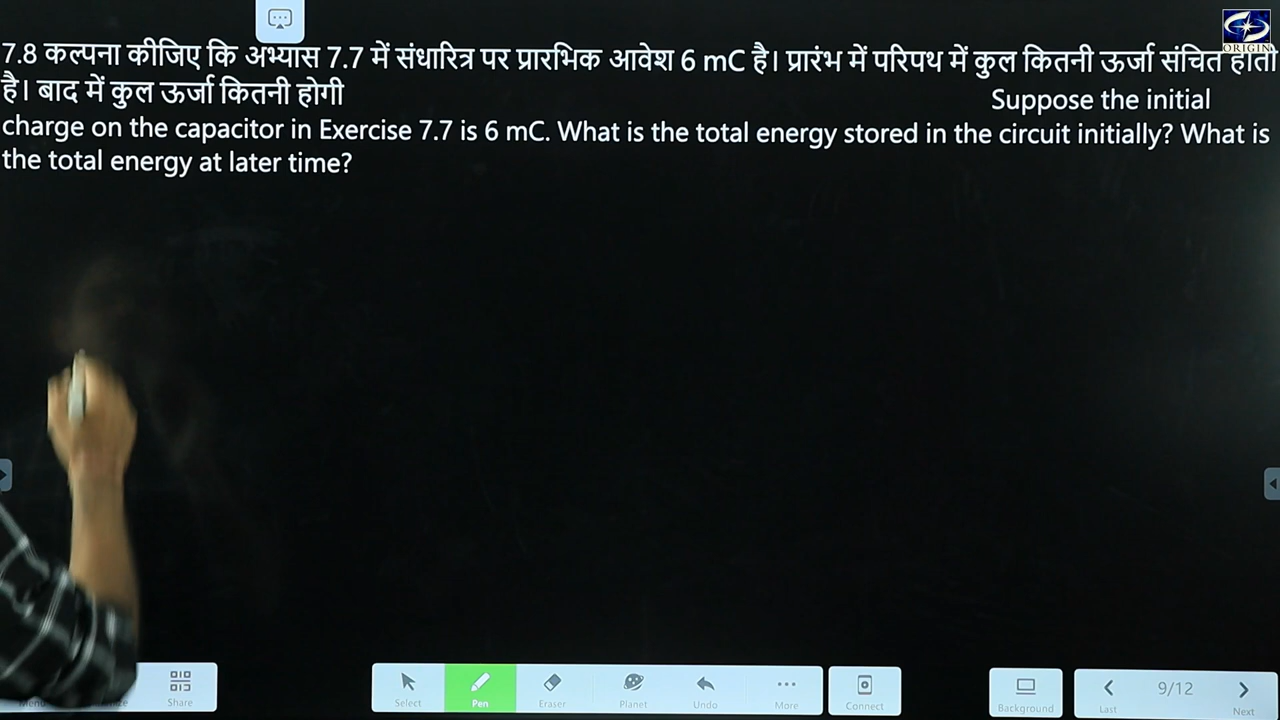 ORIGIN
7.8 कल्पना कीजिए कि अभ्यास 7.7 में संधारित्र पर प्रारभिक आवेश 6 mC है। प्रारंभ में परिपथ में कुल कितनी ऊर्जा संचित होती
है। बाद में कुल ऊर्जा कितनी होगी Suppose the initial
charge on the capacitor in Exercise 7.7 is 6 mC. What is the total energy stored in the circuit initially? What is
the total energy at later time?
Share Select Pen Eraser Planet Undo More Connect Background Last 9/12 Next